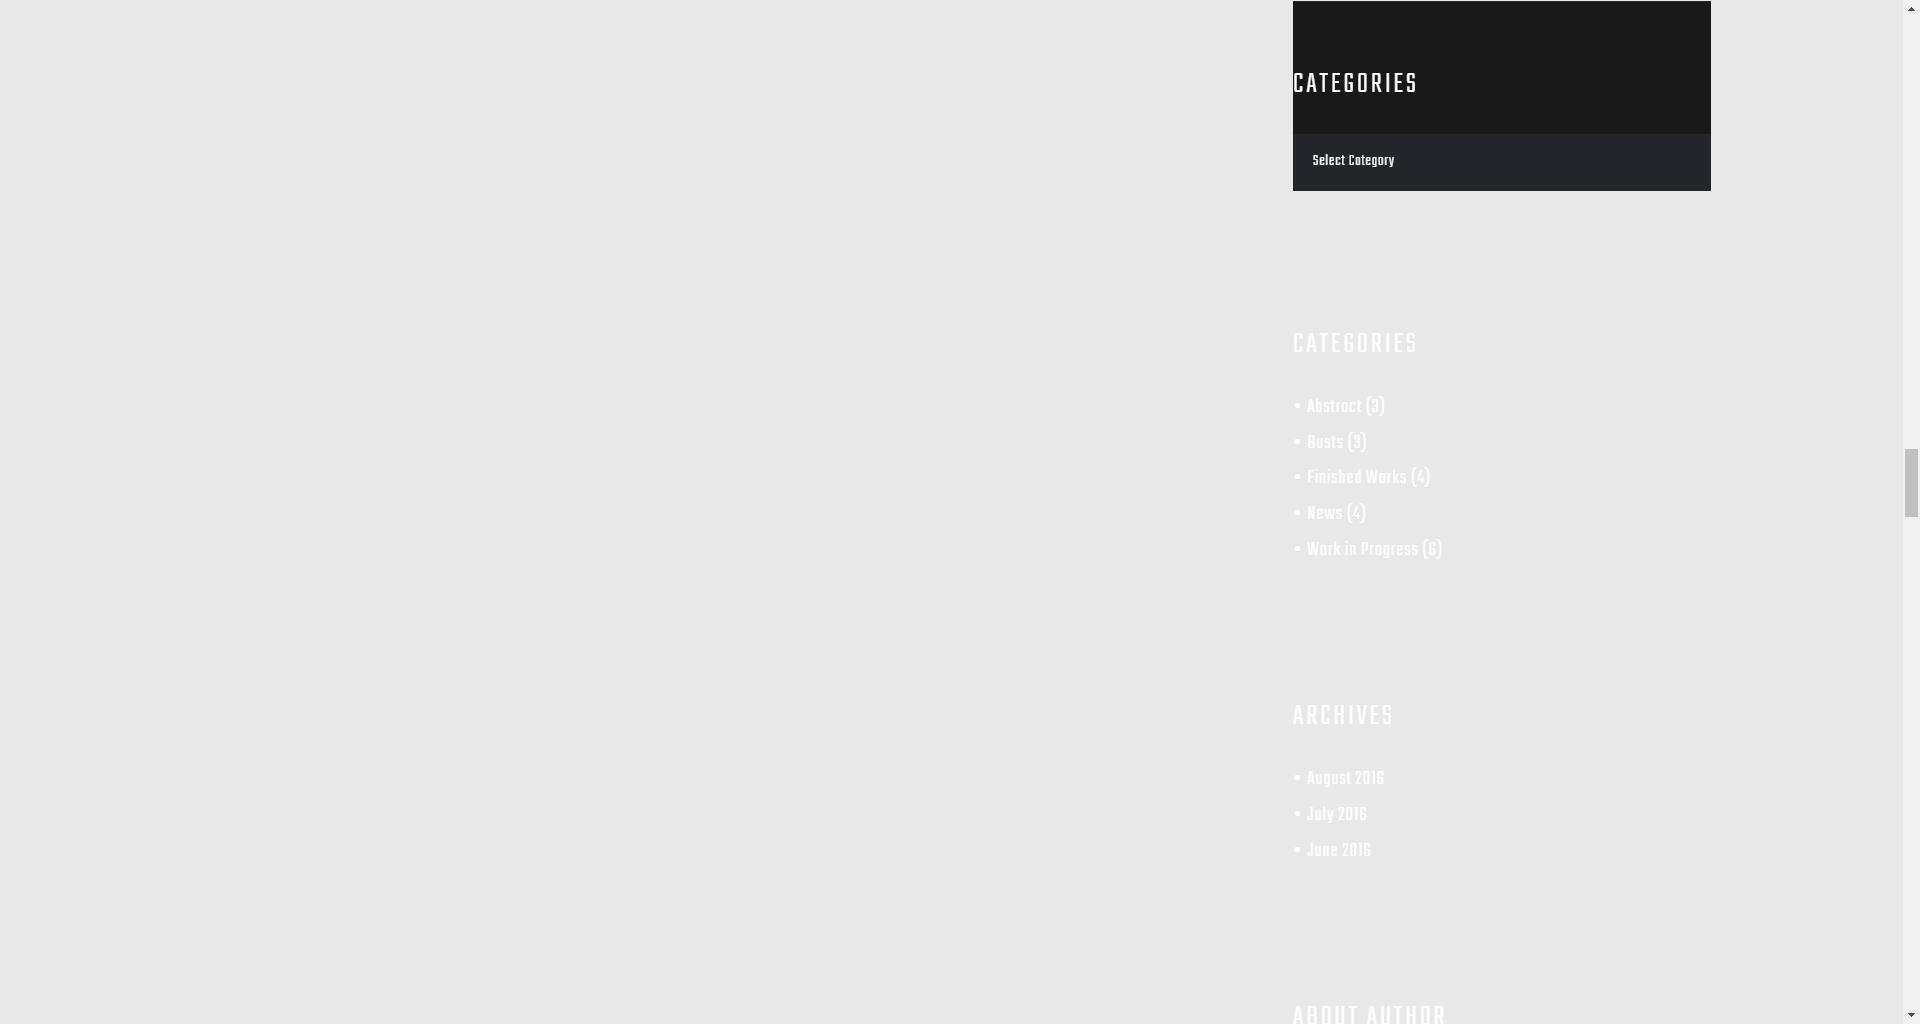 CATEGORIES
Select Category
CATEGORIES
• Abstract (3)
• Busts (3)
• Finished Works (4)
• News (4)
• Work in Progress (6)
ARCHIVES
• August 2016
• July 2016
• June 2016
ABOUT AUTHOR